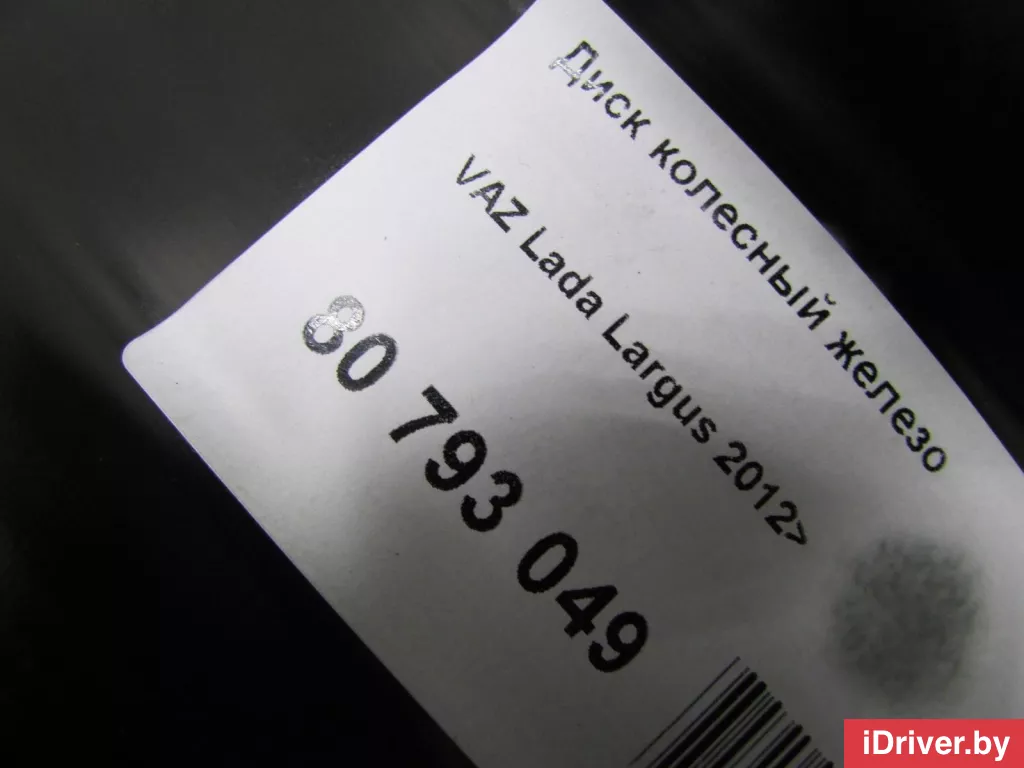 Диск колесный железо
VAZ Lada Largus 2012>
80 793 049
iDriver.by